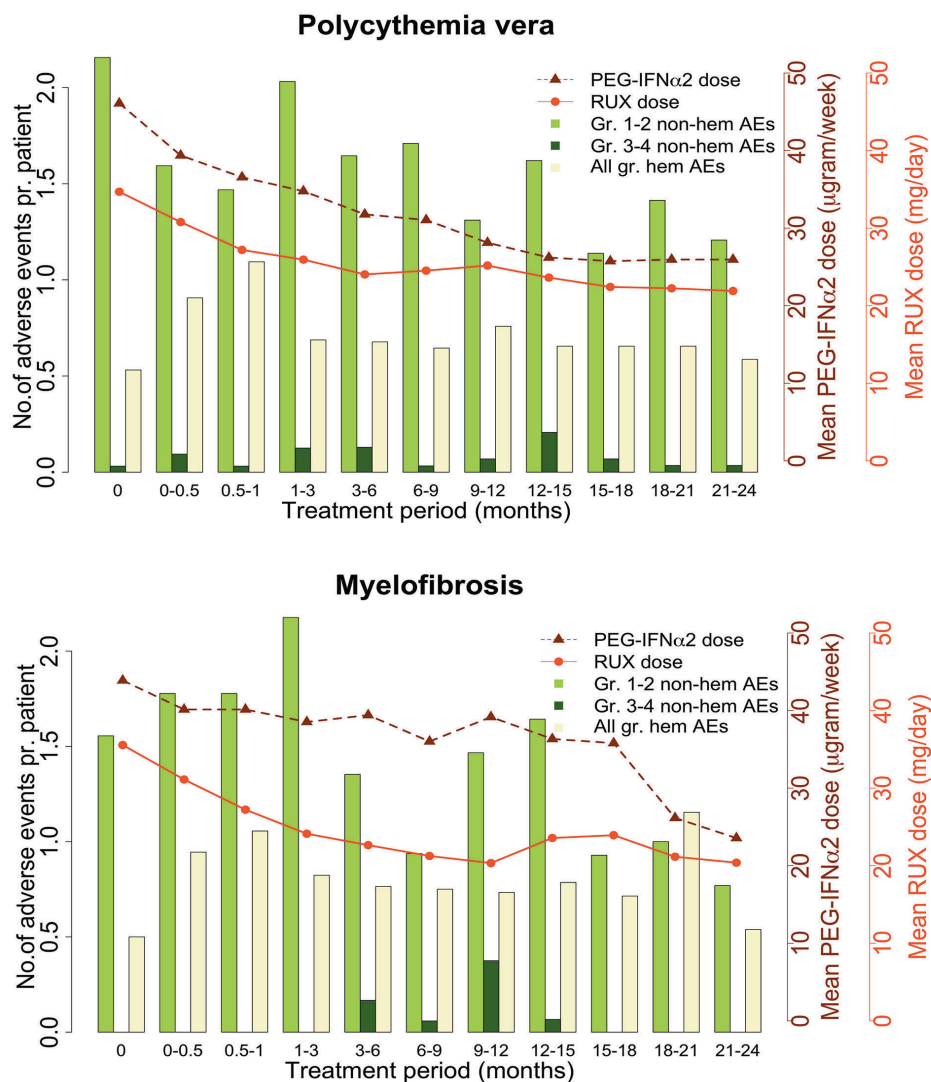 Polycythemia vera
No.of adverse events pr. patient
0.0 0.5 1.0 1.5 2.0
PEG-IFNα2 dose
RUX dose
Gr. 1-2 non-hem AEs
Gr. 3-4 non-hem AEs
All gr. hem AEs
0 10 20 30 40 50
Mean PEG-IFNα2 dose (µgram/week)
0 10 20 30 40 50
Mean RUX dose (mg/day)
0 0-0.5 0.5-1 1-3 3-6 6-9 9-12 12-15 15-18 18-21 21-24
Treatment period (months)
Myelofibrosis
No.of adverse events pr. patient
0.0 0.5 1.0 1.5 2.0
PEG-IFNα2 dose
RUX dose
Gr. 1-2 non-hem AEs
Gr. 3-4 non-hem AEs
All gr. hem AEs
0 10 20 30 40 50
Mean PEG-IFNα2 dose (µgram/week)
0 10 20 30 40 50
Mean RUX dose (mg/day)
0 0-0.5 0.5-1 1-3 3-6 6-9 9-12 12-15 15-18 18-21 21-24
Treatment period (months)